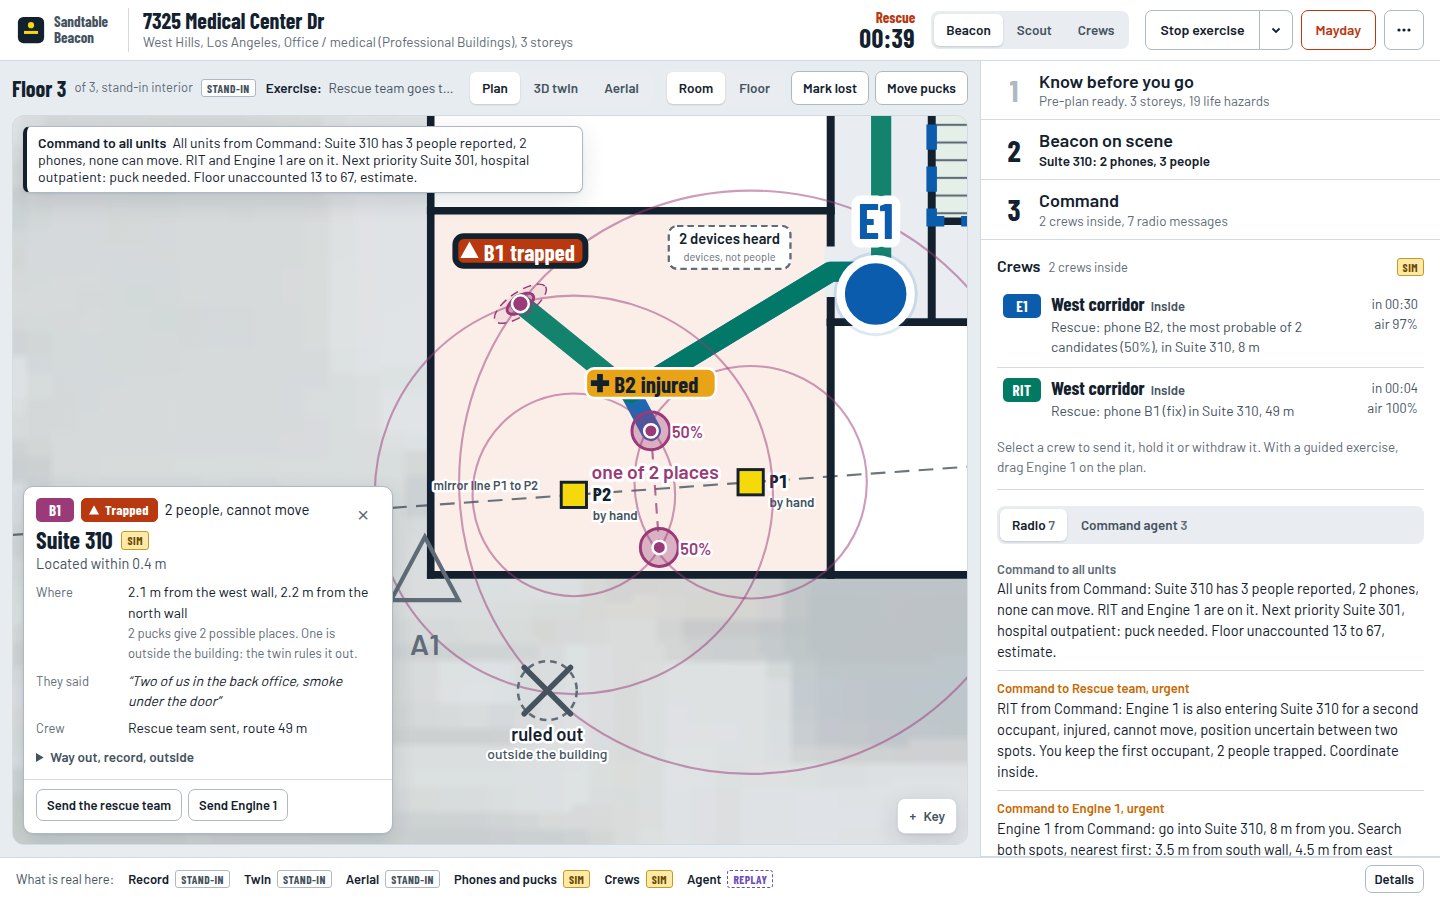 Sandtable
Beacon
7325 Medical Center Dr
West Hills, Los Angeles, Office / medical (Professional Buildings), 3 storeys
Rescue
00:39
Beacon Scout Crews
Stop exercise
Mayday
Floor 3 of 3, stand-in interior STAND-IN Exercise: Rescue team goes t...
Plan 3D twin Aerial
Room Floor
Mark lost Move pucks
Command to all units All units from Command: Suite 310 has 3 people reported, 2
phones, none can move. RIT and Engine 1 are on it. Next priority Suite 301, hospital
outpatient: puck needed. Floor unaccounted 13 to 67, estimate.
B1 trapped
2 devices heard
devices, not people
E1
B2 injured
50%
one of 2 places
mirror line P1 to P2
P2
by hand
P1
by hand
50%
A1
ruled out
outside the building
+ Key
B1 Trapped 2 people, cannot move ×
Suite 310 SIM
Located within 0.4 m
Where 2.1 m from the west wall, 2.2 m from the
north wall
2 pucks give 2 possible places. One is
outside the building: the twin rules it out.
They said “Two of us in the back office, smoke
under the door”
Crew Rescue team sent, route 49 m
Way out, record, outside
Send the rescue team Send Engine 1
1 Know before you go
Pre-plan ready. 3 storeys, 19 life hazards
2 Beacon on scene
Suite 310: 2 phones, 3 people
3 Command
2 crews inside, 7 radio messages
Crews 2 crews inside SIM
E1 West corridor Inside in 00:30
Rescue: phone B2, the most probable of 2 air 97%
candidates (50%), in Suite 310, 8 m
RIT West corridor Inside in 00:04
Rescue: phone B1 (fix) in Suite 310, 49 m air 100%
Select a crew to send it, hold it or withdraw it. With a guided exercise,
drag Engine 1 on the plan.
Radio 7 Command agent 3
Command to all units
All units from Command: Suite 310 has 3 people reported, 2 phones,
none can move. RIT and Engine 1 are on it. Next priority Suite 301,
hospital outpatient: puck needed. Floor unaccounted 13 to 67,
estimate.
Command to Rescue team, urgent
RIT from Command: Engine 1 is also entering Suite 310 for a second
occupant, injured, cannot move, position uncertain between two
spots. You keep the first occupant, 2 people trapped. Coordinate
inside.
Command to Engine 1, urgent
Engine 1 from Command: go into Suite 310, 8 m from you. Search
both spots, nearest first: 3.5 m from south wall, 4.5 m from east
What is real here: Record STAND-IN Twin STAND-IN Aerial STAND-IN Phones and pucks SIM Crews SIM Agent REPLAY
Details